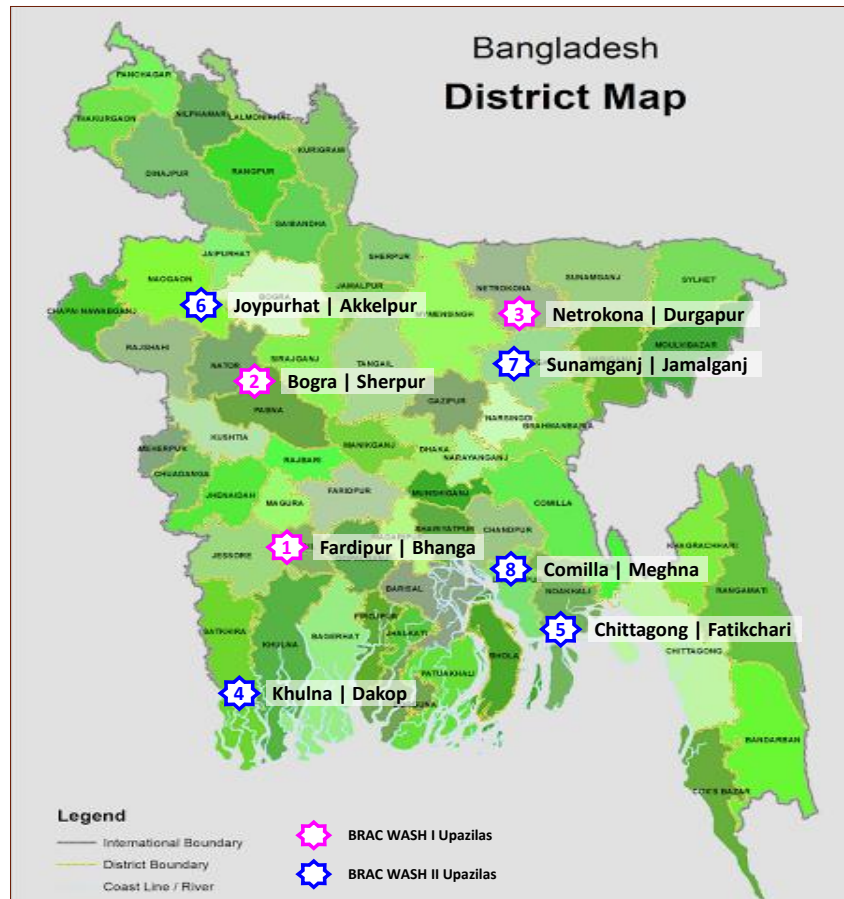 Bangladesh
District Map
PANCHAGAR
THAKURGAON
NILPHAMAR
LALMONIRHAT
KURIGRAM
DINAJPUR
RANGPUR
GAIBANDHA
JAIPURHAT
SHERPUR
NAOGAON
BOGRA
JAMALPUR
NETROKONA
SUNAMGANJ
SYLHET
6 Joypurhat | Akkelpur
3 Netrokona | Durgapur
CHAPAI NAWABGANJ
MYMENSINGH
MOULVIBAZAR
RAJSHAHI
NATOR
SIRAJGANJ
TANGAIL
7 Sunamganj | Jamalganj
2 Bogra | Sherpur
GAZIPUR
PABNA
NARSINGDI
BRAHMANBARIA
KUSHTIA
MEHERPUR
MANIKGANJ
DHAKA
NARAYANGANJ
CHUADANGA
RAJBARI
JHENAIDAH
MAGURA
FARIDPUR
MUNSHIGANJ
COMILLA
SHARIYATPUR
CHANDPUR
JESSORE
1 Fardipur | Bhanga
8 Comilla | Meghna
KHAGRACHHARI
RANGAMATI
BARISAL
NOAKHALI
PIROJPUR
JHALKATI
SATKHIRA
KHULNA
BAGERHAT
5 Chittagong | Fatikchari
BHOLA
CHITTAGONG
PATUAKHALI
4 Khulna | Dakop
BANDARBAN
COX'S BAZAR
Legend
International Boundary
District Boundary
Coast Line / River
BRAC WASH I Upazilas
BRAC WASH II Upazilas